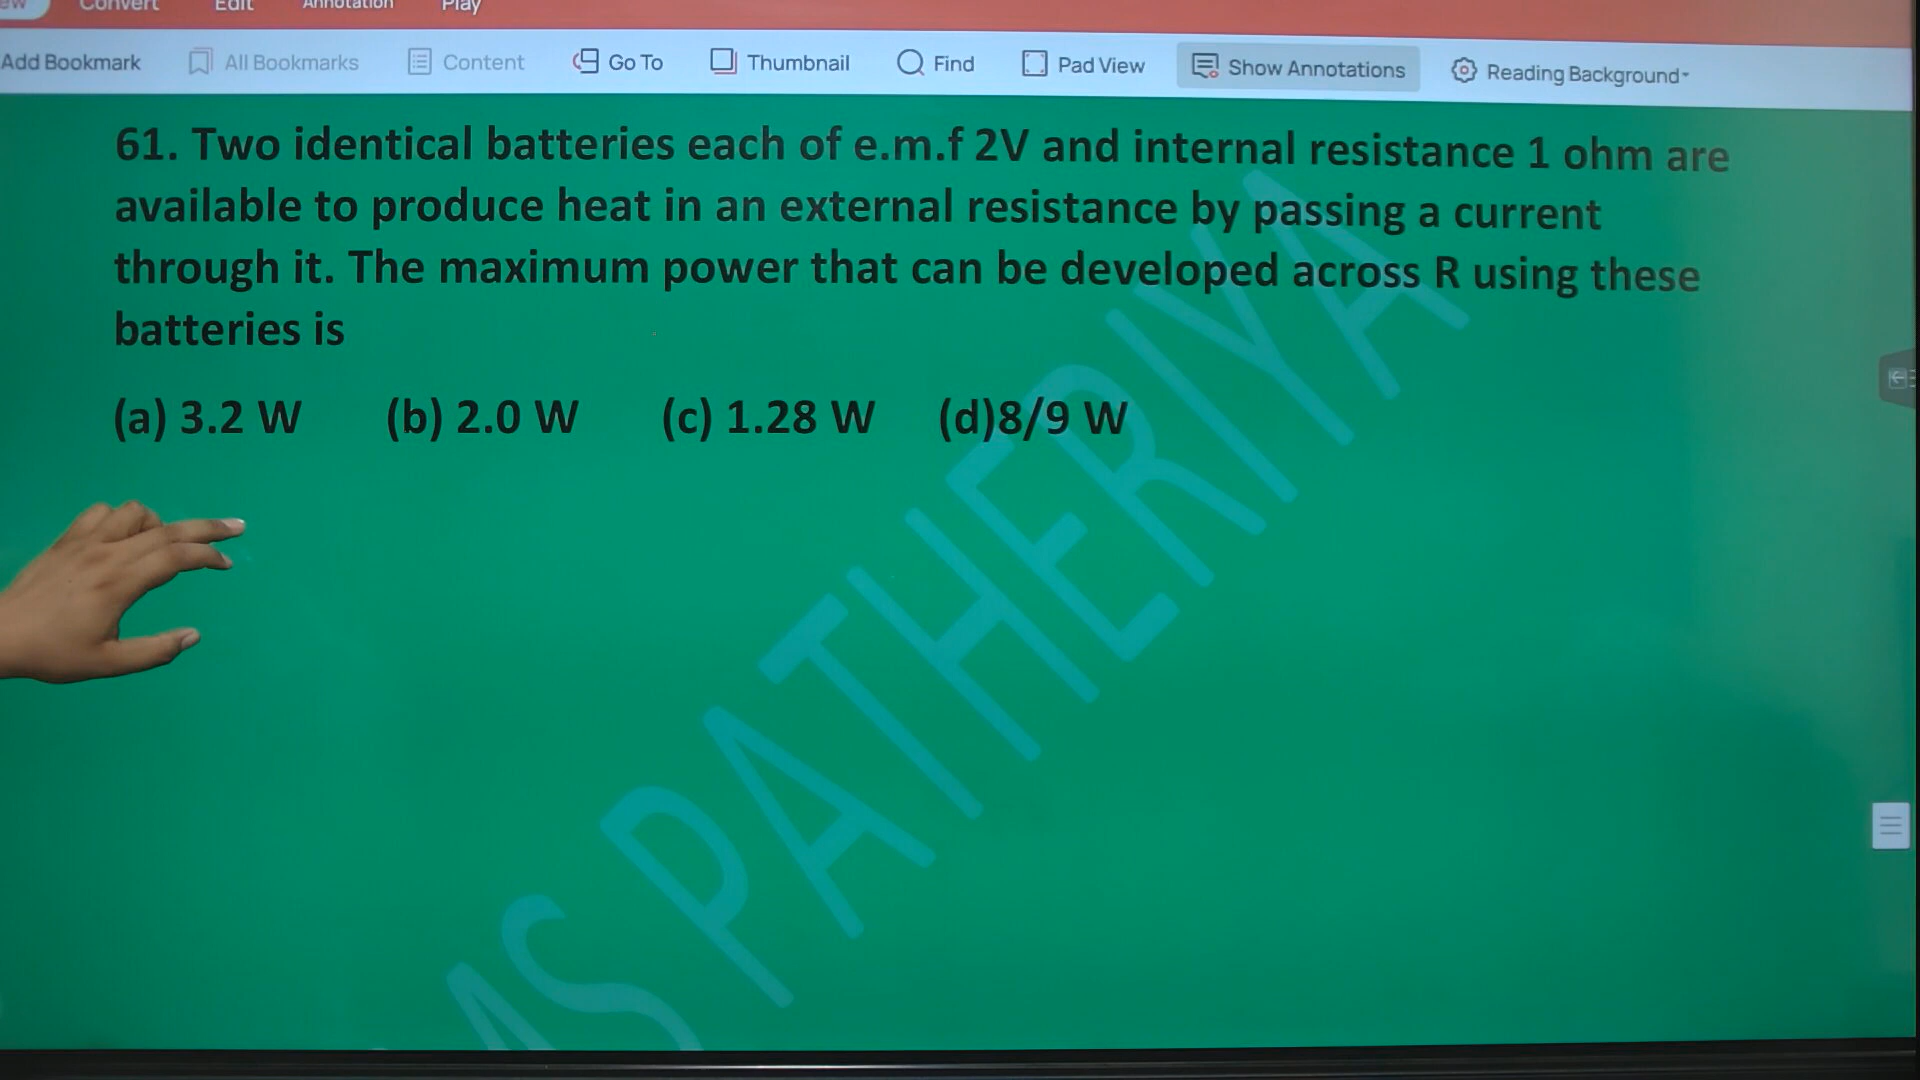 Convert Edit Annotation Play
Add Bookmark All Bookmarks Content Go To Thumbnail Find Pad View Show Annotations Reading Background
61. Two identical batteries each of e.m.f 2V and internal resistance 1 ohm are
available to produce heat in an external resistance by passing a current
through it. The maximum power that can be developed across R using these
batteries is
(a) 3.2 W (b) 2.0 W (c) 1.28 W (d)8/9 W
PATHERIYA